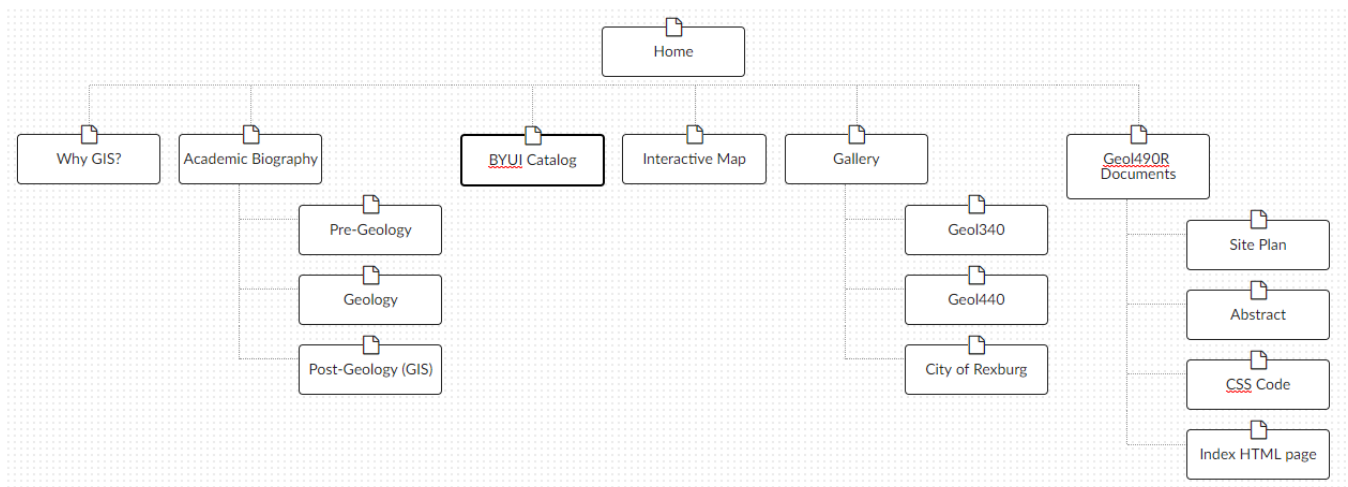 Home
Why GIS?
Academic Biography
BYUI Catalog
Interactive Map
Gallery
Geol490R
Documents
Pre-Geology
Geology
Post-Geology (GIS)
Geol340
Geol440
City of Rexburg
Site Plan
Abstract
CSS Code
Index HTML page